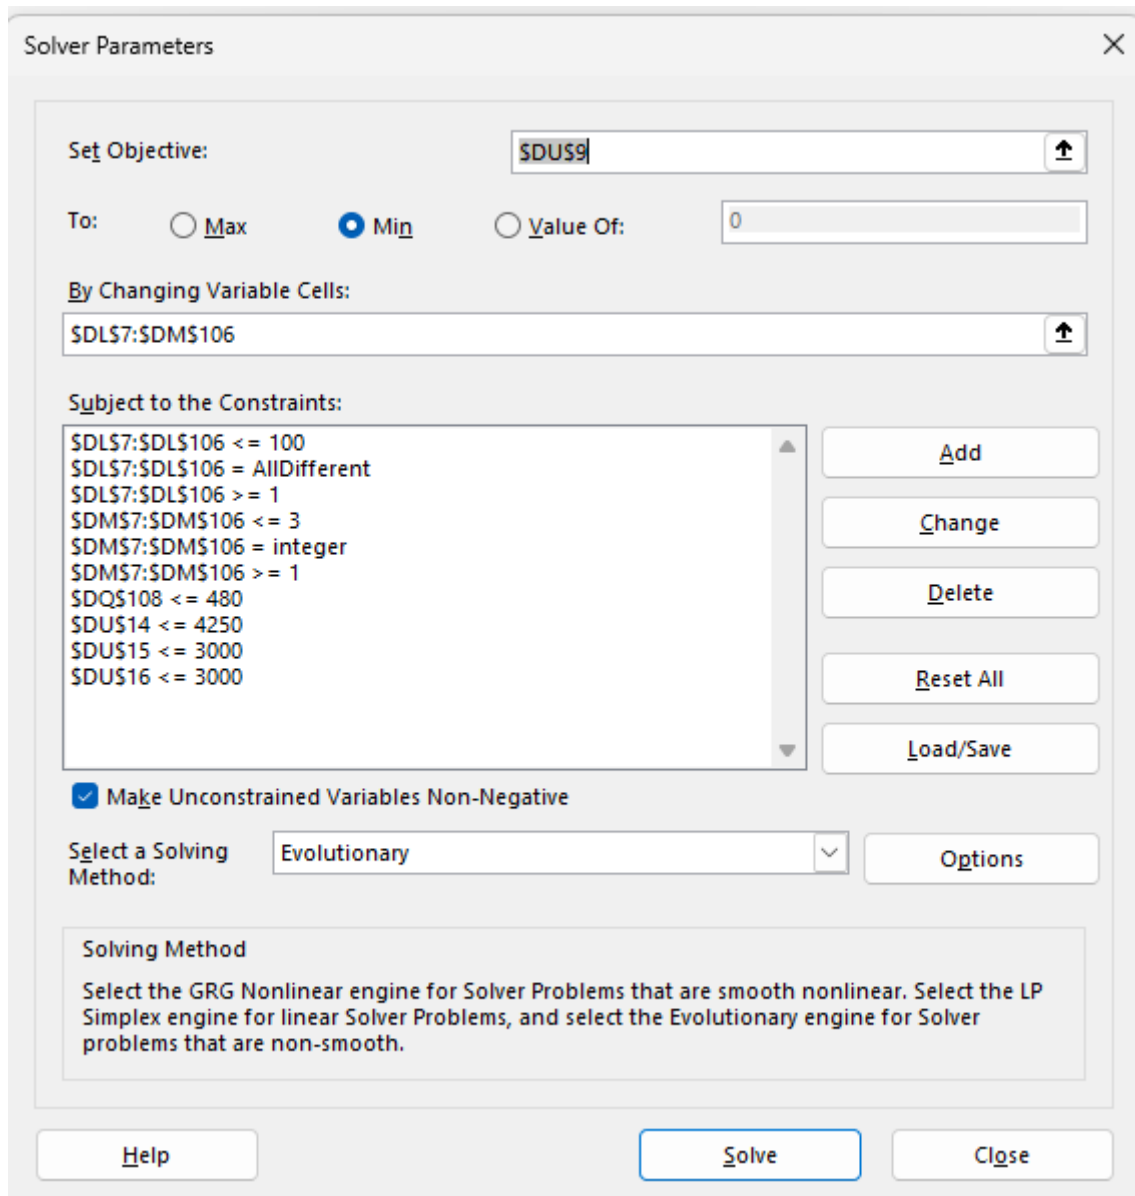 Solver Parameters
Set Objective:
$DU$9
To:
Max
Min
Value Of:
0
By Changing Variable Cells:
$DL$7:$DM$106
Subject to the Constraints:
$DL$7:$DL$106 <= 100
$DL$7:$DL$106 = AllDifferent
$DL$7:$DL$106 >= 1
$DM$7:$DM$106 <= 3
$DM$7:$DM$106 = integer
$DM$7:$DM$106 >= 1
$DQ$108 <= 480
$DU$14 <= 4250
$DU$15 <= 3000
$DU$16 <= 3000
Add
Change
Delete
Reset All
Load/Save
Make Unconstrained Variables Non-Negative
Select a Solving
Method:
Evolutionary
Options
Solving Method
Select the GRG Nonlinear engine for Solver Problems that are smooth nonlinear. Select the LP
Simplex engine for linear Solver Problems, and select the Evolutionary engine for Solver
problems that are non-smooth.
Help
Solve
Close